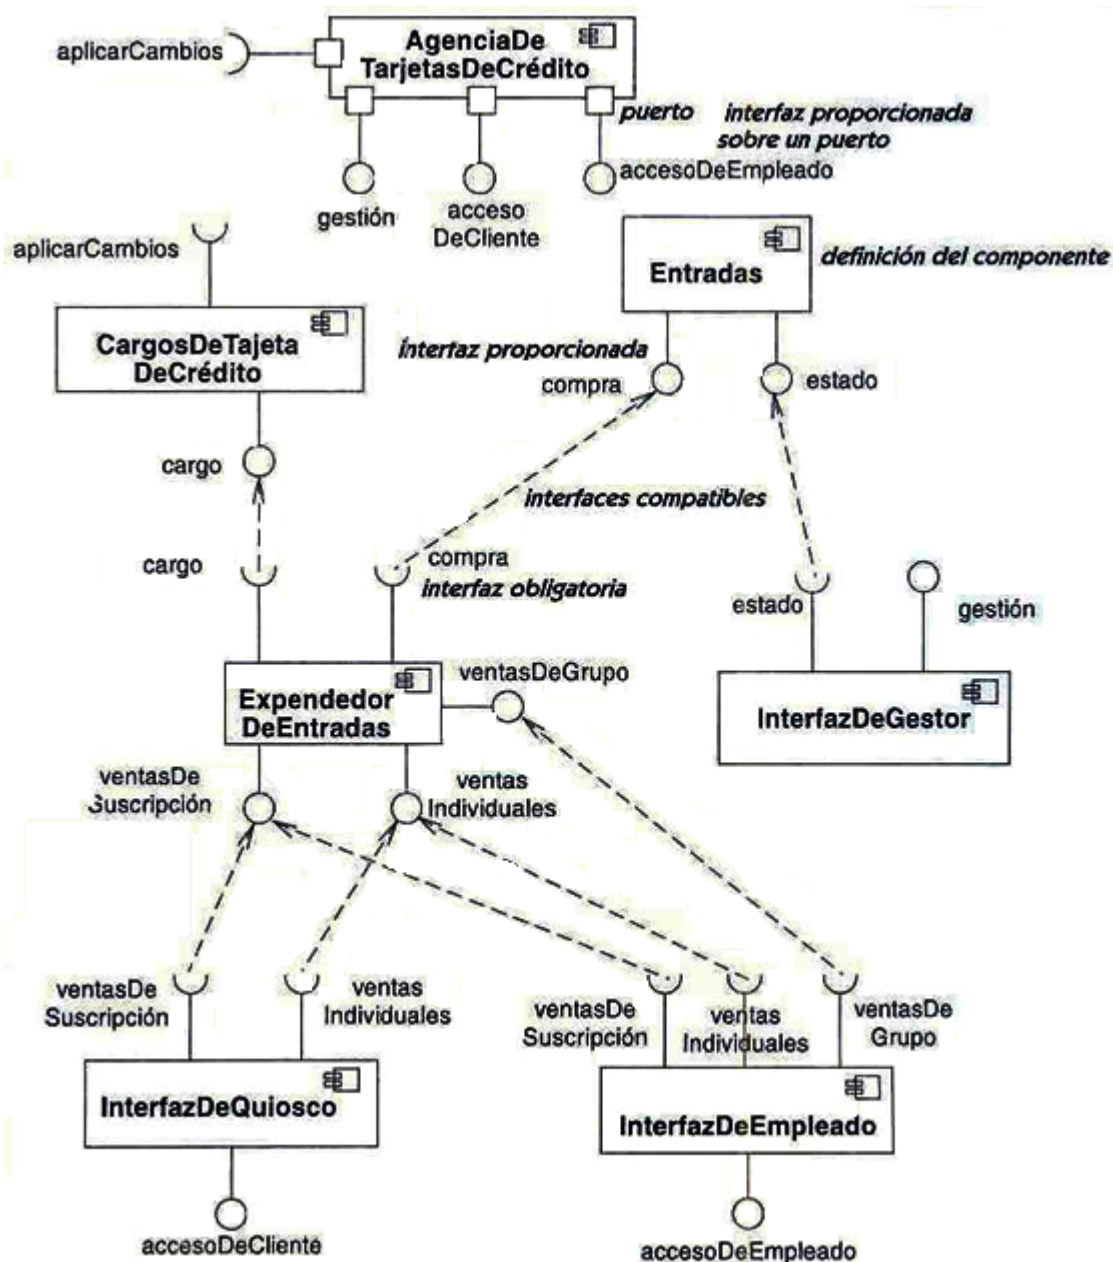 aplicarCambios
AgenciaDe
TarjetasDeCrédito
puerto
interfaz proporcionada
sobre un puerto
accesoDeEmpleado
gestión
acceso
DeCliente
aplicarCambios
Entradas
definición del componente
CargosDeTajeta
DeCrédito
interfaz proporcionada
compra
estado
cargo
interfaces compatibles
cargo
compra
interfaz obligatoria
estado
gestión
Expendedor
DeEntradas
ventasDeGrupo
InterfazDeGestor
ventasDe
Suscripción
ventas
Individuales
ventasDe
Suscripción
ventas
Individuales
ventasDe
Suscripción
ventas
Individuales
ventasDe
Grupo
InterfazDeQuiosco
InterfazDeEmpleado
accesoDeCliente
accesoDeEmpleado